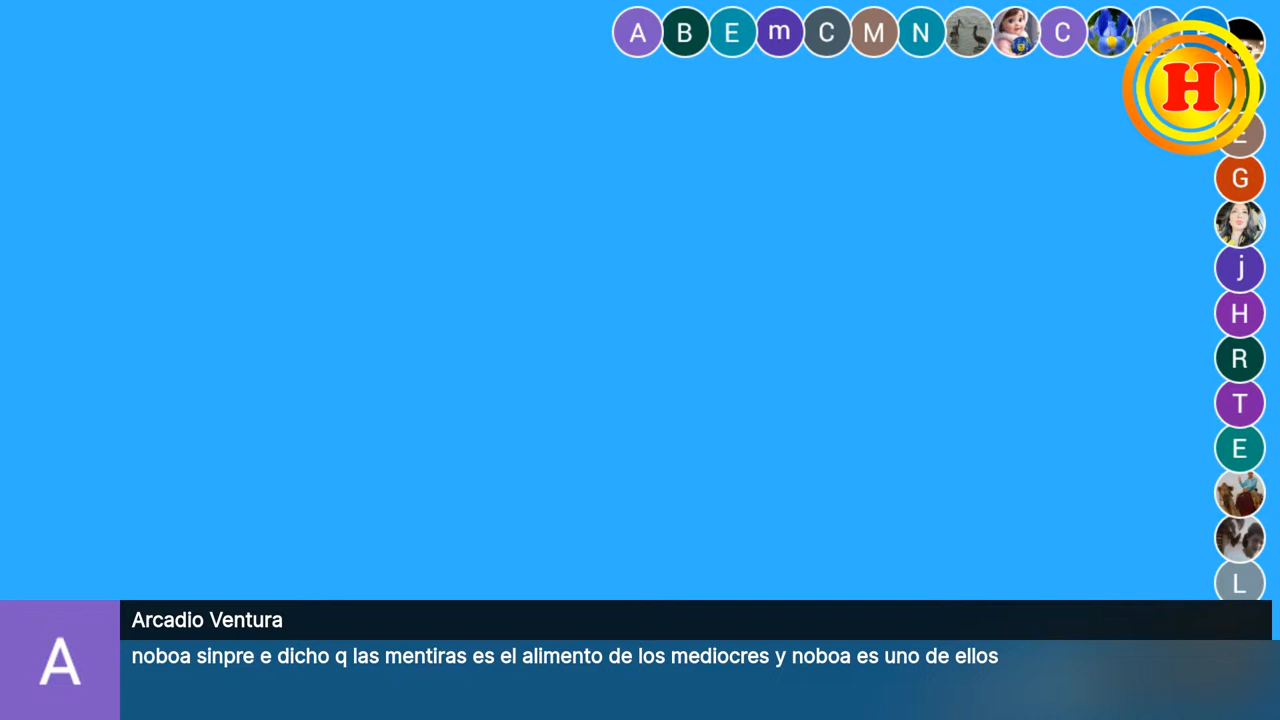 A B E m C M N C
H
E
G
j
H
R
T
E
L
Arcadio Ventura
A
noboa sinpre e dicho q las mentiras es el alimento de los mediocres y noboa es uno de ellos